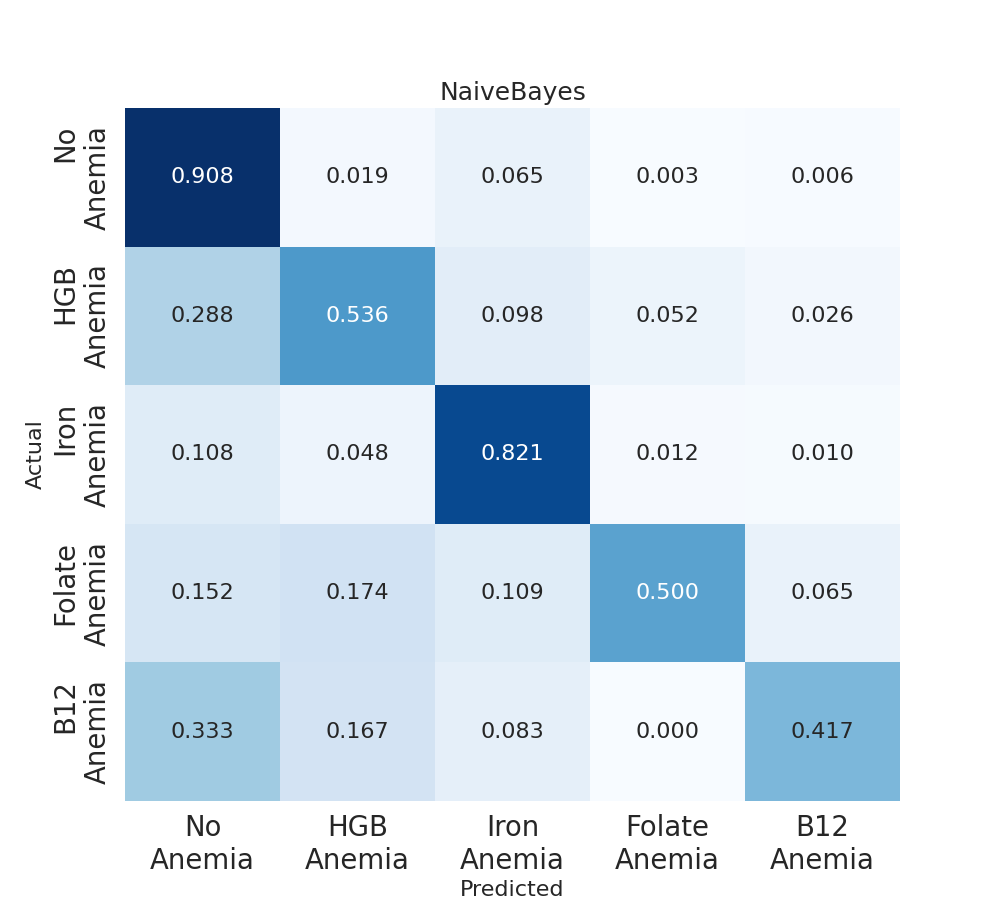 NaiveBayes
Actual
No
Anemia
0.908 0.019 0.065 0.003 0.006
HGB
Anemia
0.288 0.536 0.098 0.052 0.026
Iron
Anemia
0.108 0.048 0.821 0.012 0.010
Folate
Anemia
0.152 0.174 0.109 0.500 0.065
B12
Anemia
0.333 0.167 0.083 0.000 0.417
No HGB Iron Folate B12
Anemia Anemia Anemia Anemia Anemia
Predicted